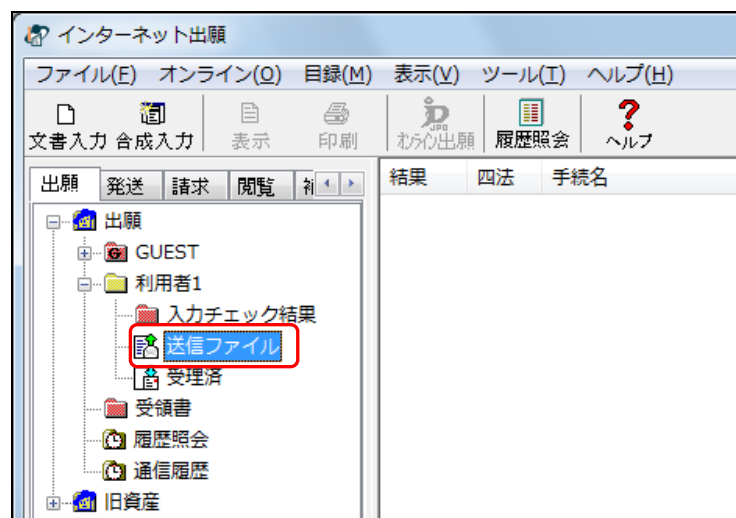 インターネット出願
ファイル(F) オンライン(O) 目録(M) 表示(V) ツール(T) ヘルプ(H)
文書入力 合成入力 表示 印刷 オンライン出願 履歴照会 ヘルプ
出願 発送 請求 閲覧
結果 四法 手続名
出願
GUEST
利用者1
入力チェック結果
送信ファイル
受理済
受領書
履歴照会
通信履歴
旧資産